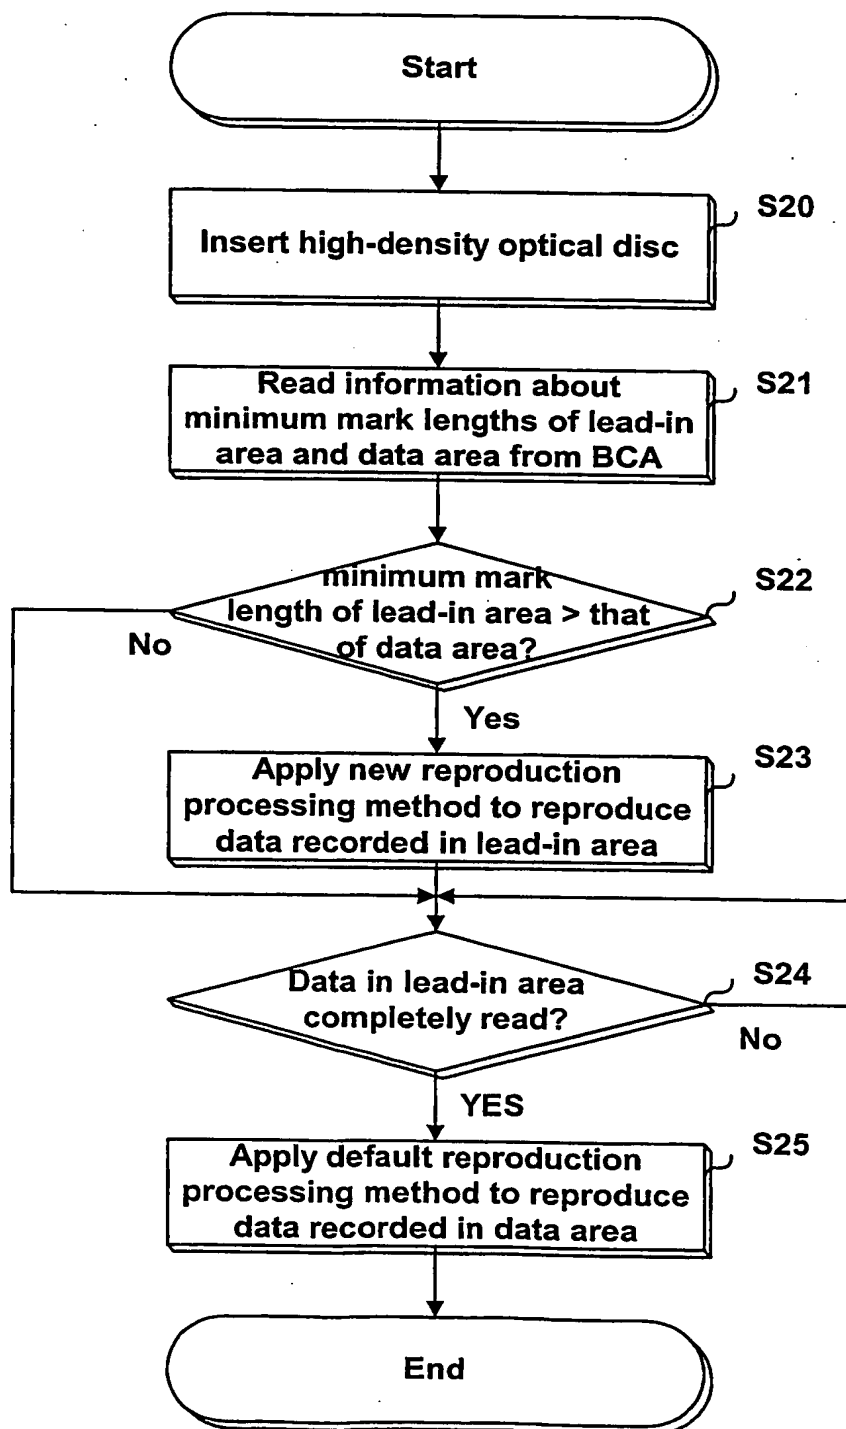 Start
S20
Insert high-density optical disc
S21
Read information about
minimum mark lengths of lead-in
area and data area from BCA
S22
minimum mark
length of lead-in area > that
of data area?
No
Yes
S23
Apply new reproduction
processing method to reproduce
data recorded in lead-in area
S24
Data in lead-in area
completely read?
No
YES
S25
Apply default reproduction
processing method to reproduce
data recorded in data area
End